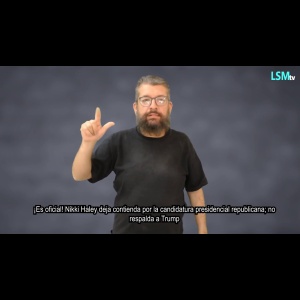 LSMtv
¡Es oficial! Nikki Haley deja contienda por la candidatura presidencial republicana; no
respalda a Trump